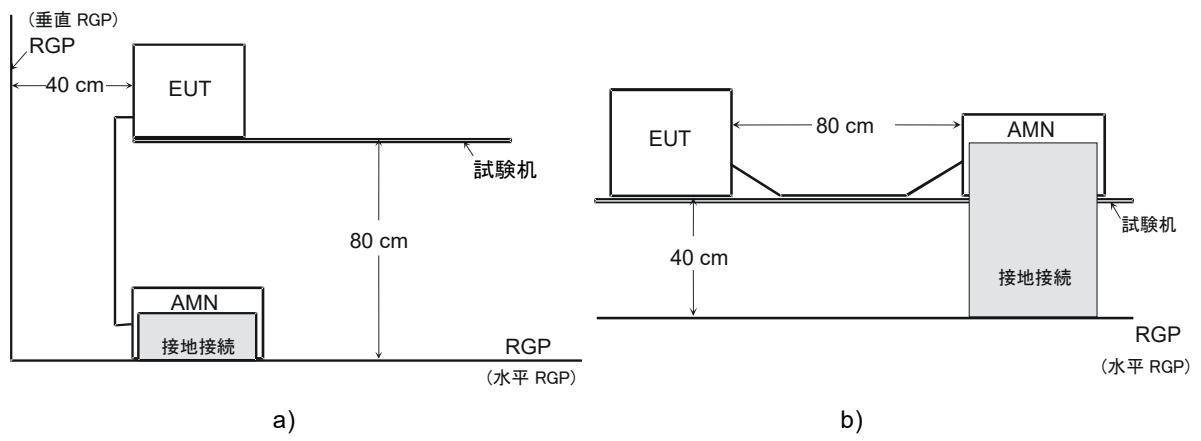 （垂直 RGP）
RGP
40 cm
EUT
試験机
80 cm
AMN
接地接続
RGP
（水平 RGP）
a)
EUT
80 cm
AMN
試験机
40 cm
接地接続
RGP
（水平 RGP）
b)